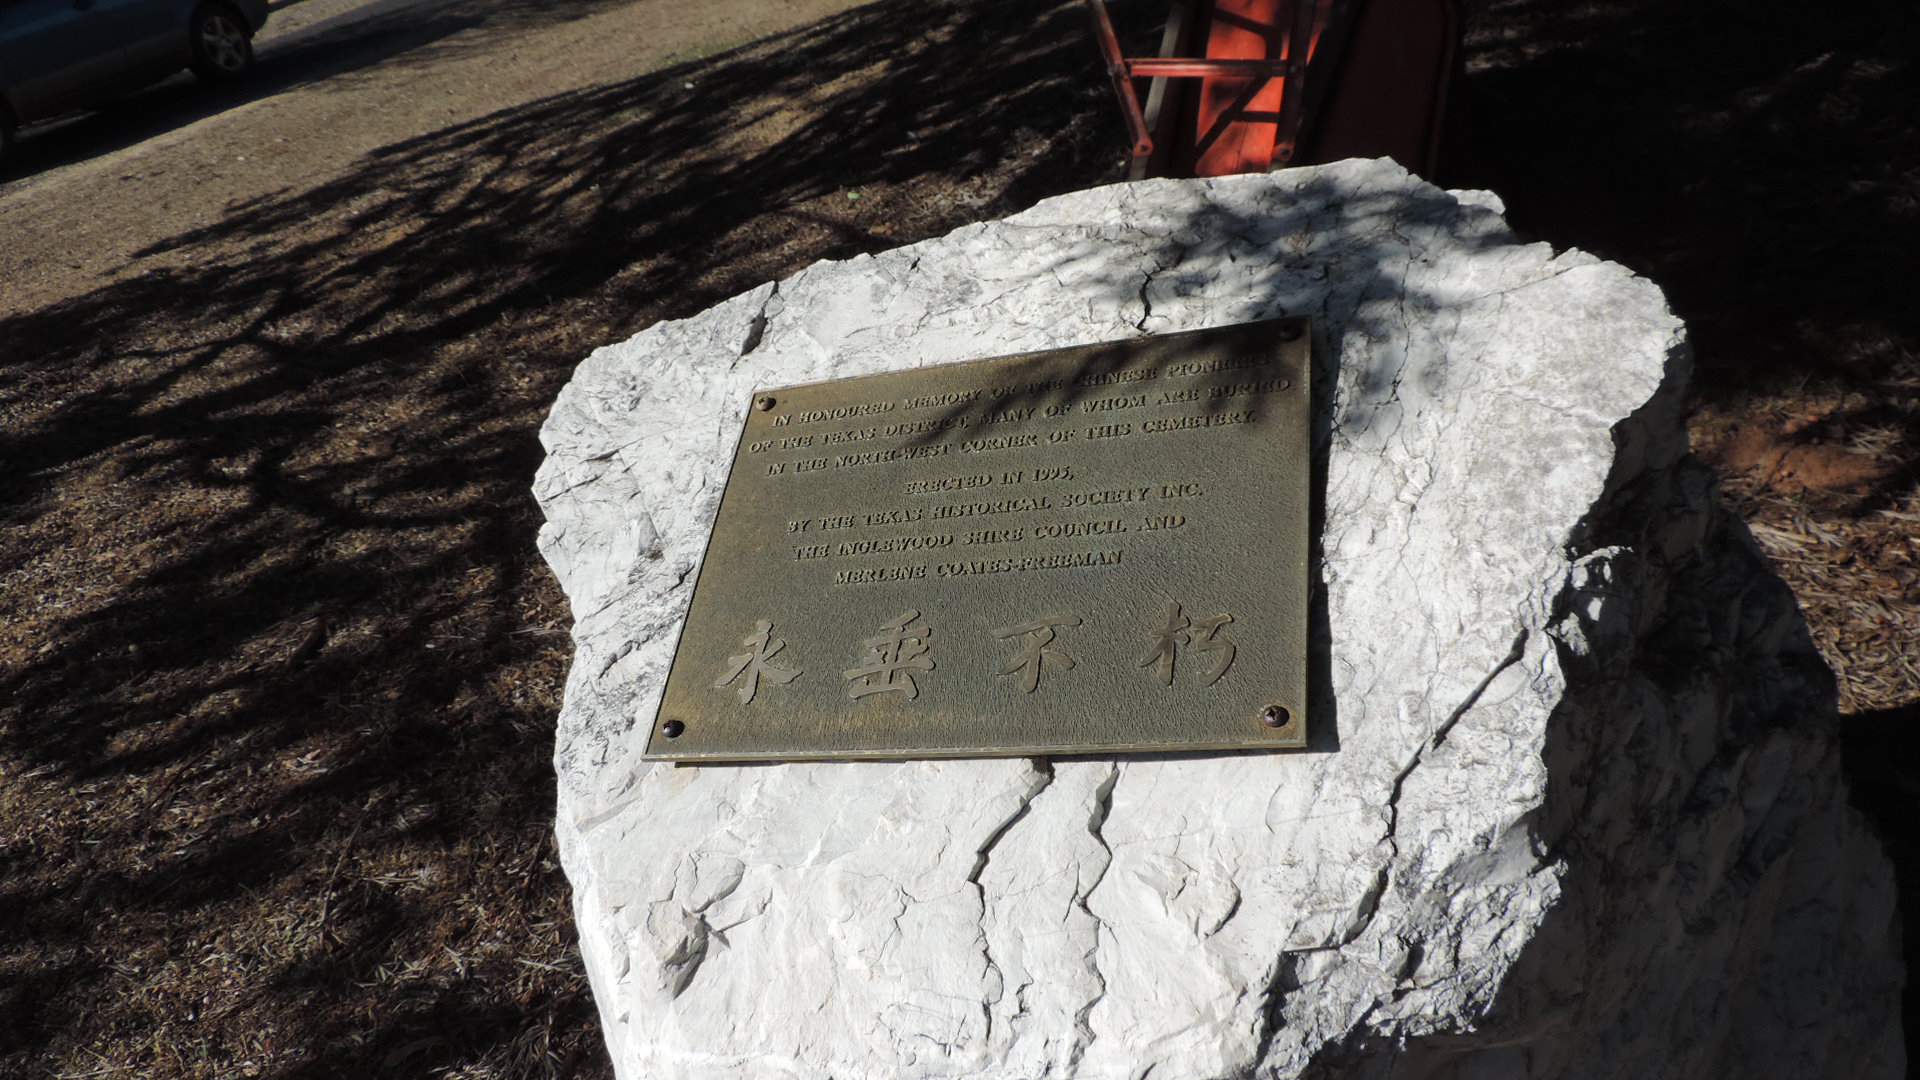 IN HONOURED MEMORY OF THE CHINESE PIONEERS
OF THE TEXAS DISTRICT, MANY OF WHOM ARE BURIED
IN THE NORTH-WEST CORNER OF THIS CEMETERY.
ERECTED IN 1995,
BY THE TEXAS HISTORICAL SOCIETY INC.
THE INGLEWOOD SHIRE COUNCIL AND
MERLENE COATES-FREEMAN
永垂不朽